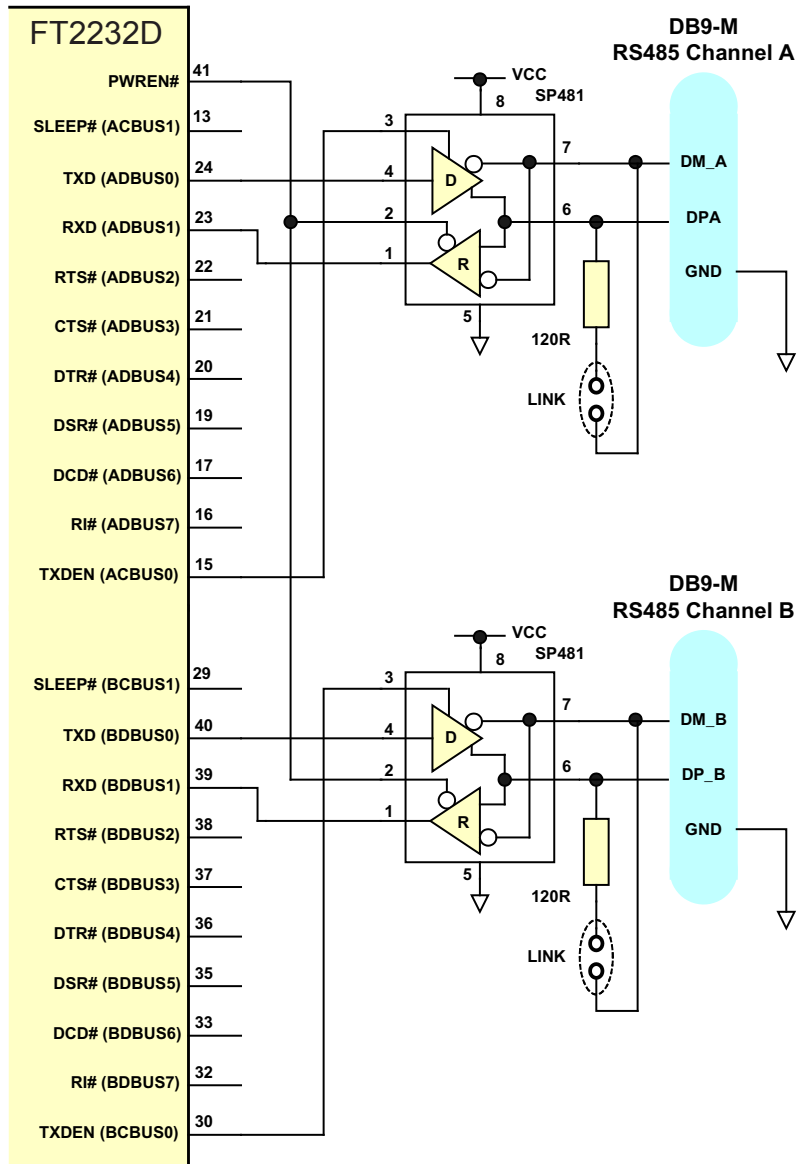 FT2232D
DB9-M
RS485 Channel A
PWREN# 41
VCC
SP481
8
SLEEP# (ACBUS1) 13
3
7
DM_A
TXD (ADBUS0) 24
4
D
RXD (ADBUS1) 23
2
6
DPA
1
R
RTS# (ADBUS2) 22
GND
5
CTS# (ADBUS3) 21
120R
DTR# (ADBUS4) 20
LINK
DSR# (ADBUS5) 19
DCD# (ADBUS6) 17
RI# (ADBUS7) 16
TXDEN (ACBUS0) 15
DB9-M
RS485 Channel B
VCC
SP481
8
SLEEP# (BCBUS1) 29
3
7
DM_B
TXD (BDBUS0) 40
4
D
RXD (BDBUS1) 39
2
6
DP_B
1
R
RTS# (BDBUS2) 38
GND
5
CTS# (BDBUS3) 37
120R
DTR# (BDBUS4) 36
LINK
DSR# (BDBUS5) 35
DCD# (BDBUS6) 33
RI# (BDBUS7) 32
TXDEN (BCBUS0) 30